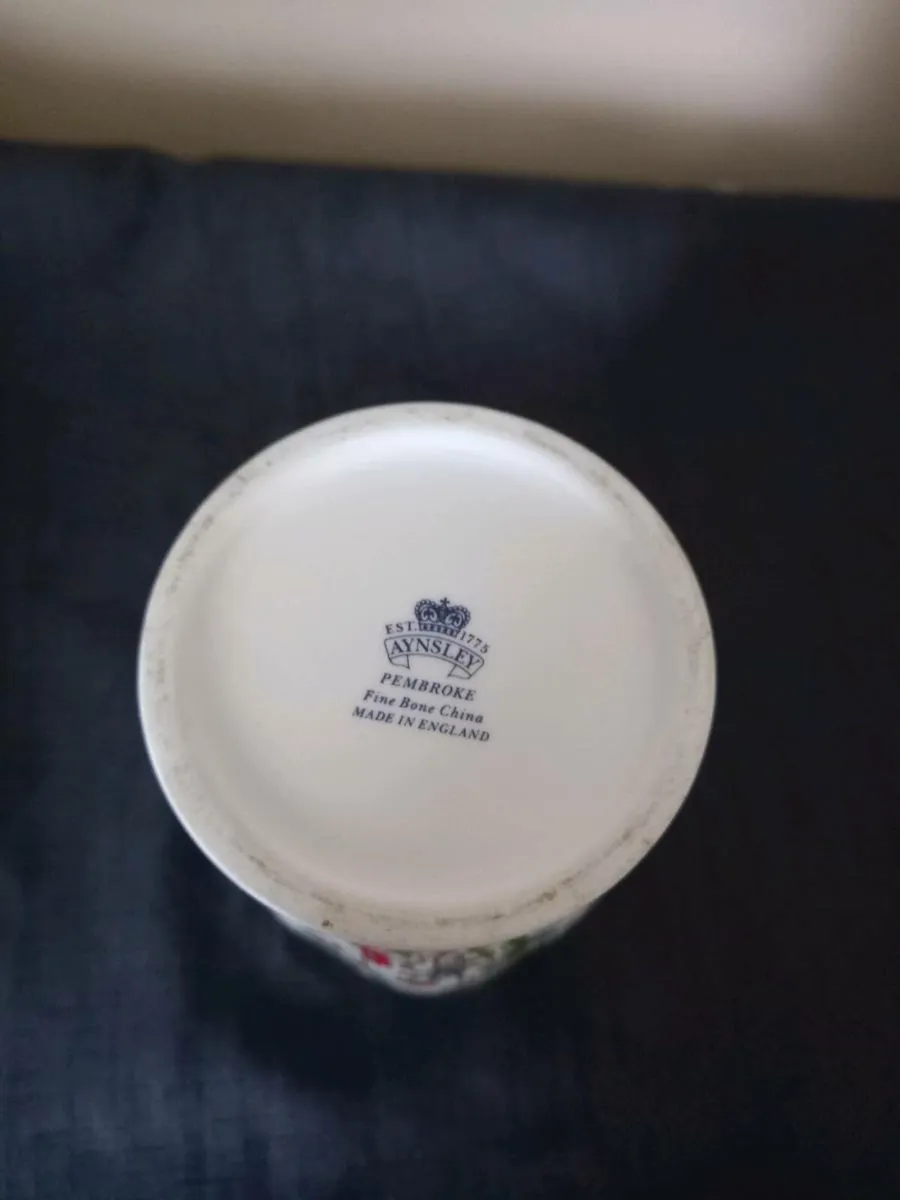 EST. 1775
AYNSLEY
PEMBROKE
Fine Bone China
MADE IN ENGLAND